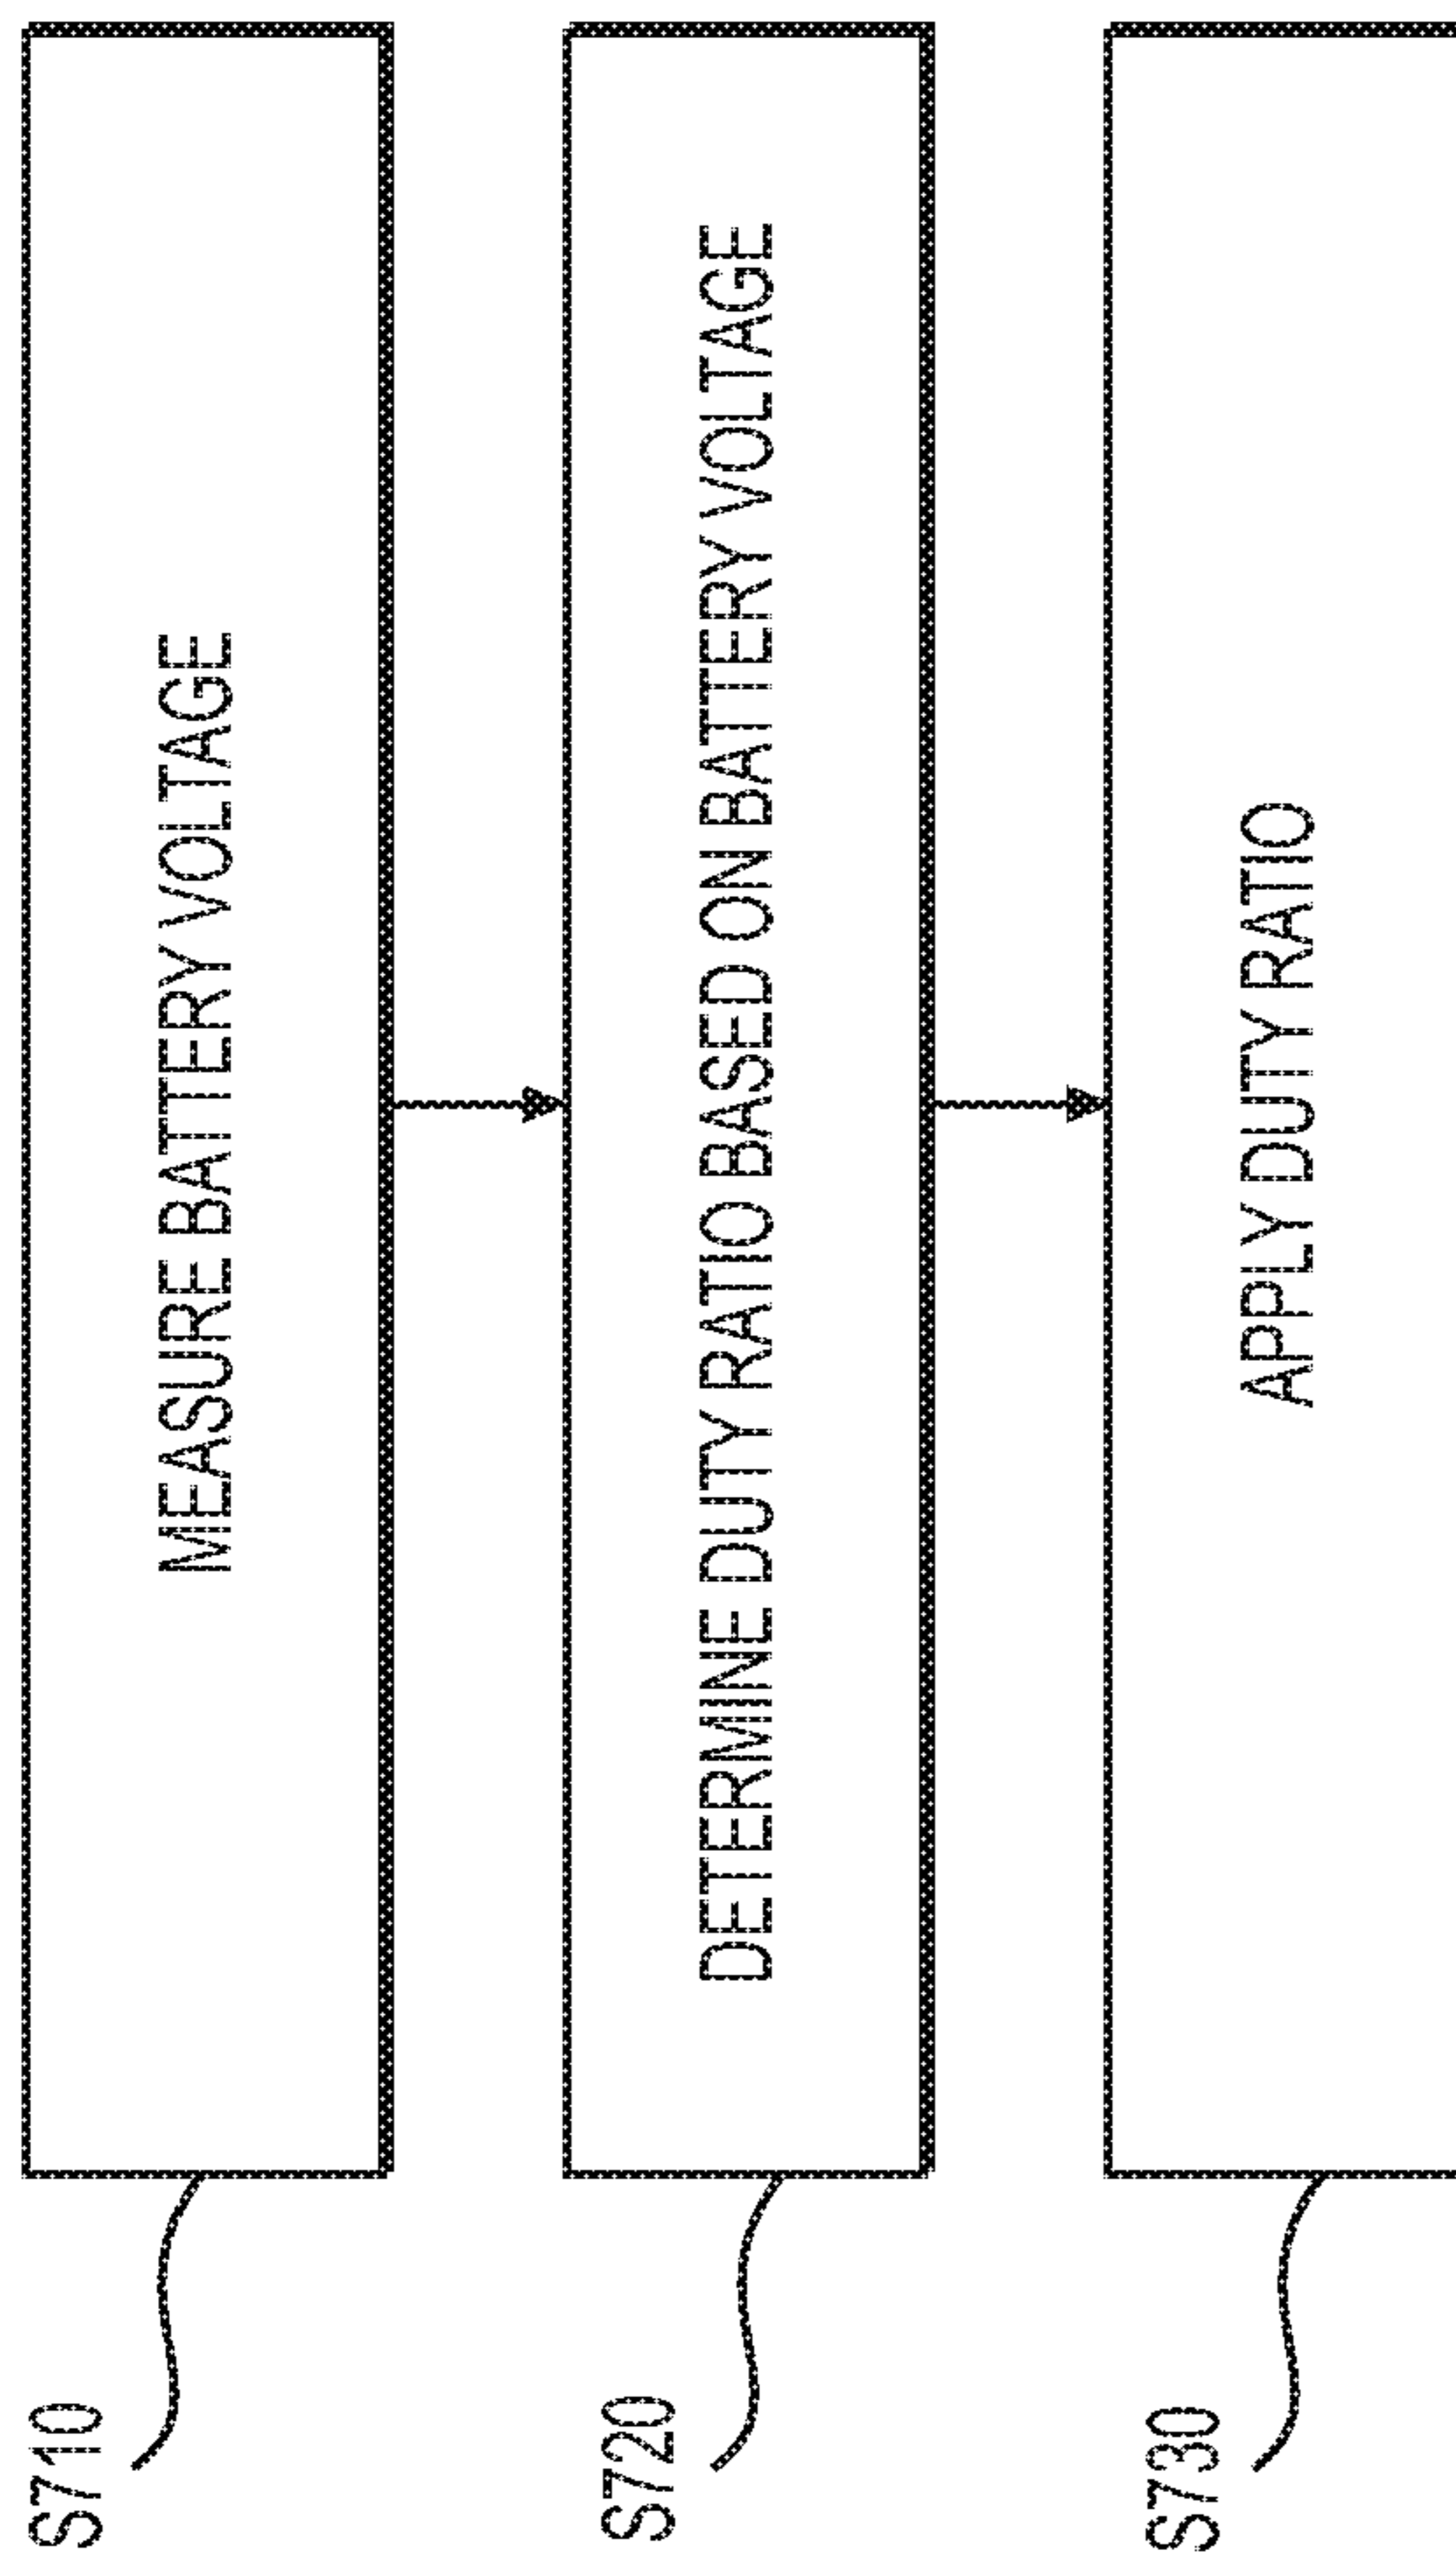 S710
MEASURE BATTERY VOLTAGE
S720
DETERMINE DUTY RATIO BASED ON BATTERY VOLTAGE
S730
APPLY DUTY RATIO